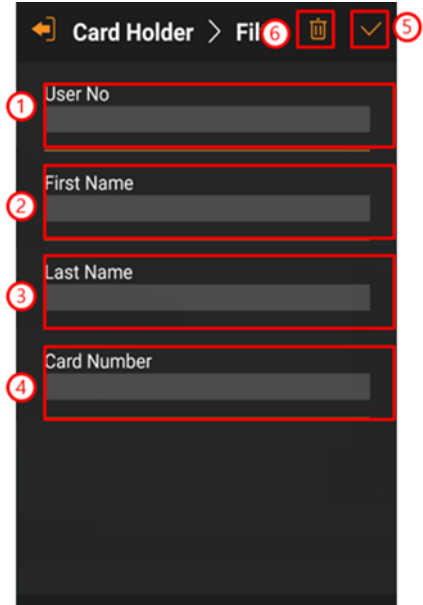 Card Holder > Fil 6 5
1 User No
2 First Name
3 Last Name
4 Card Number